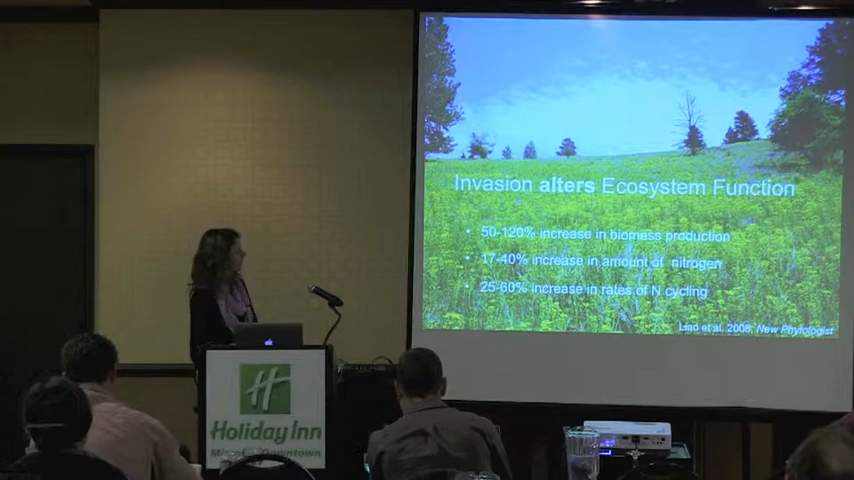 Invasion alters Ecosystem Function
• 50-120% increase in biomass production
• 17-40% increase in amount of nitrogen
• 25-60% increase in rates of N cycling
Liao et al. 2008, New Phytologist
H
Holiday Inn
Downtown